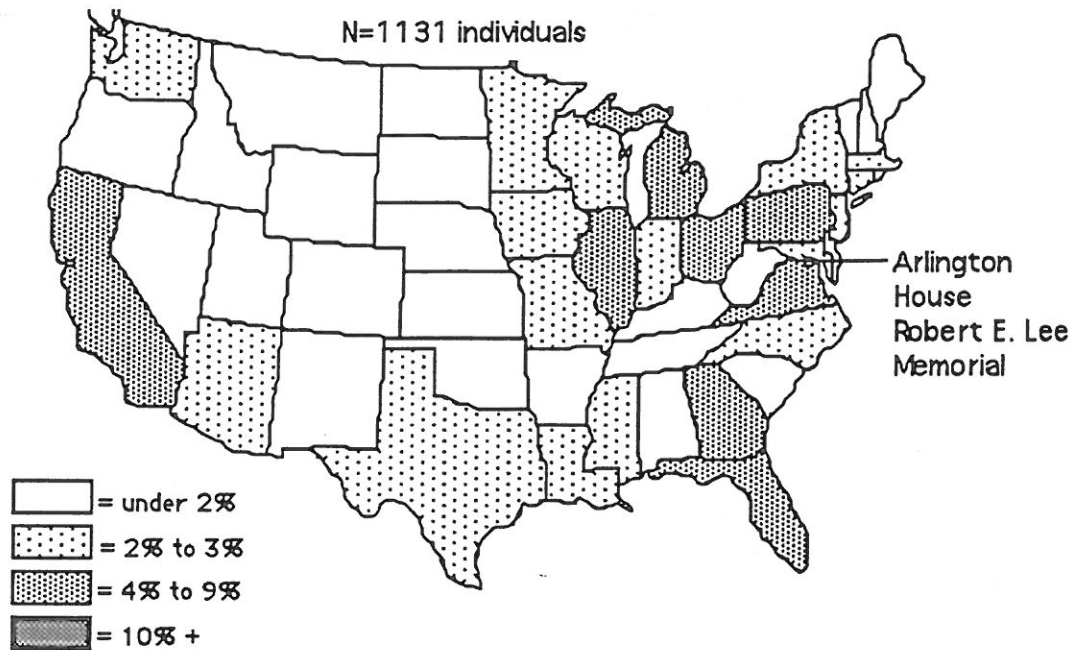 N=1131 individuals
Arlington
House
Robert E. Lee
Memorial
= under 2%
= 2% to 3%
= 4% to 9%
= 10% +